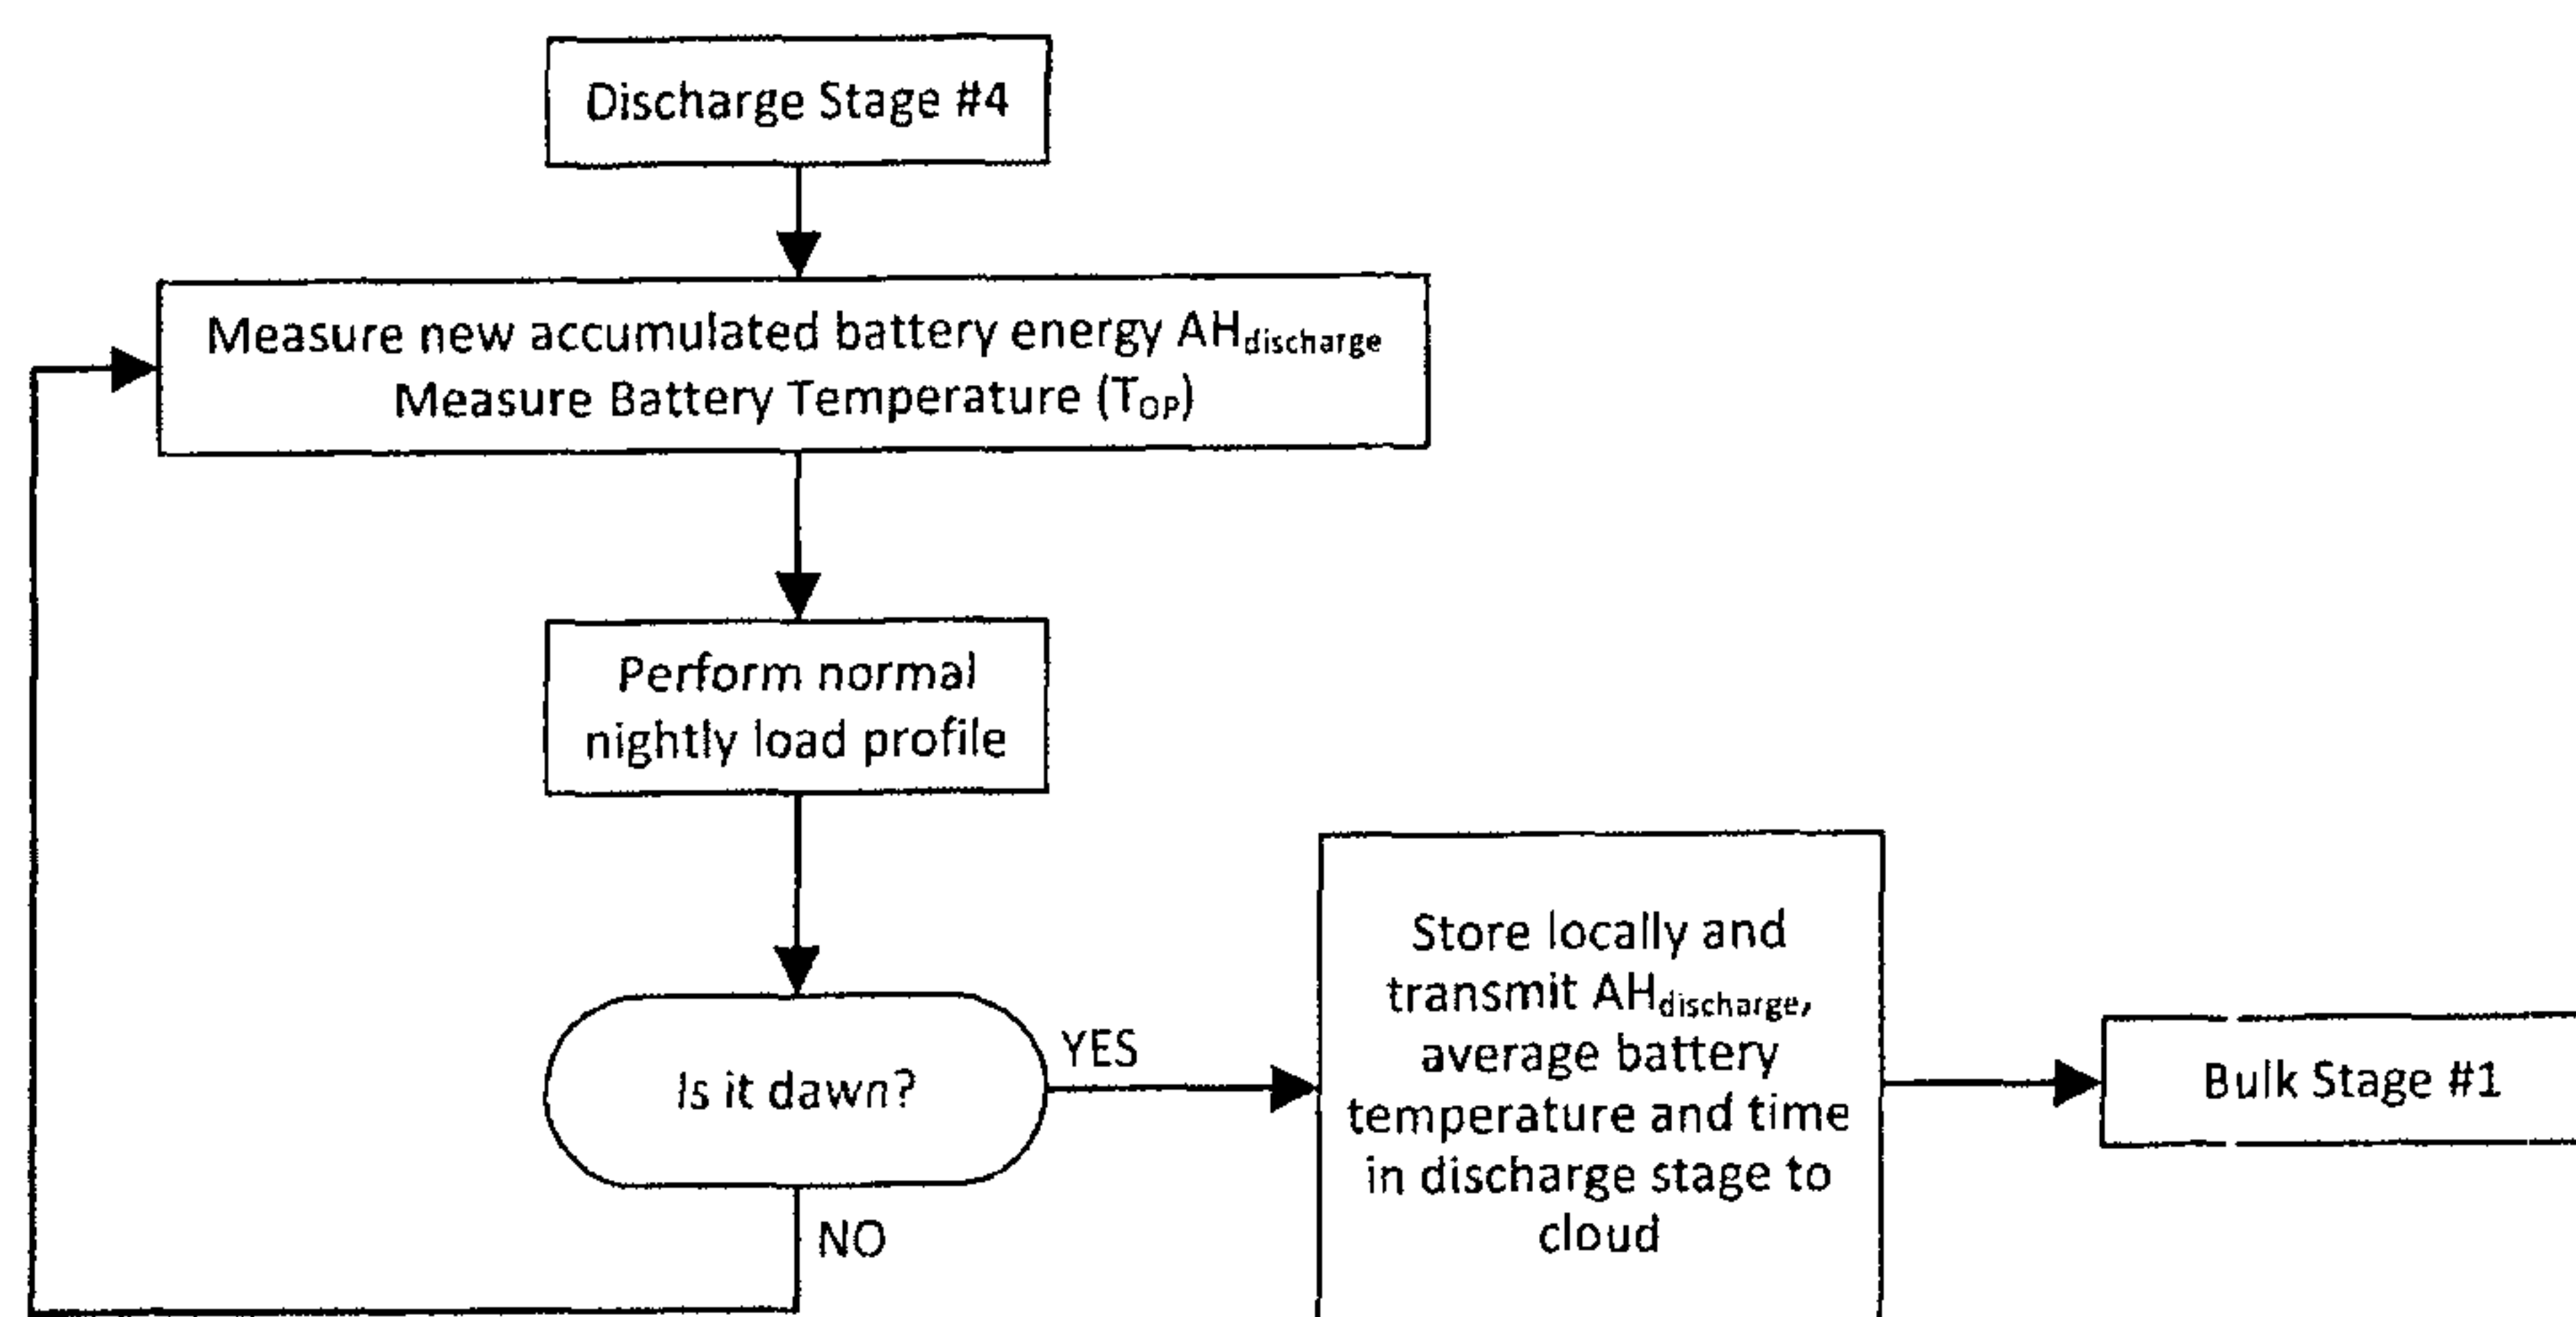 Discharge Stage #4
Measure new accumulated battery energy AHdischarge
Measure Battery Temperature (TOP)
Perform normal
nightly load profile
Is it dawn?
YES
NO
Store locally and
transmit AHdischarge,
average battery
temperature and time
in discharge stage to
cloud
Bulk Stage #1